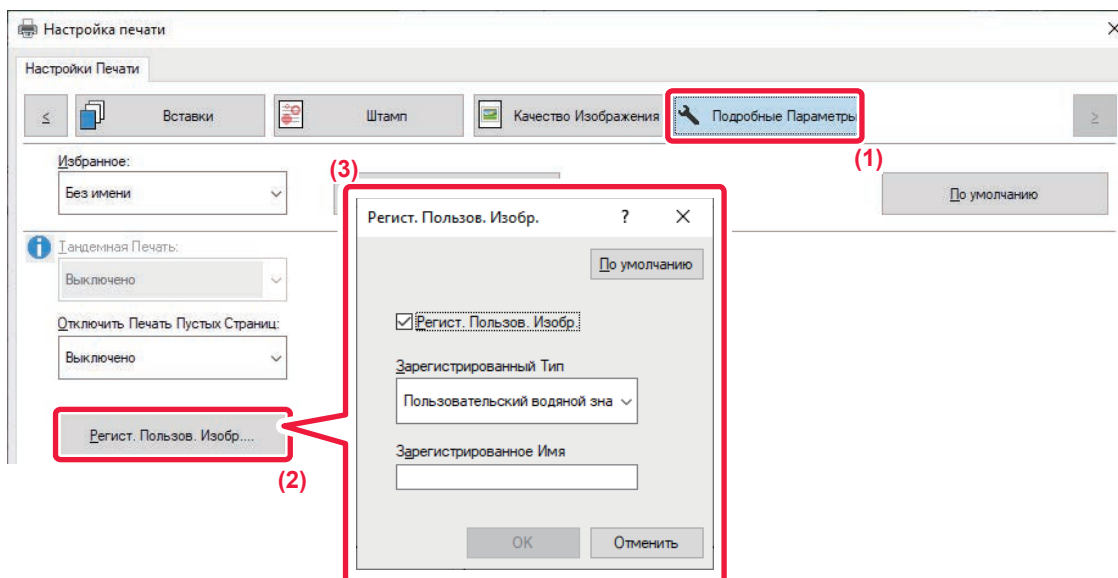 Настройка печати
Настройки Печати
<
Вставки
Штамп
Качество Изображения
Подробные Параметры
>
(1)
Избранное:
Без имени
(3)
По умолчанию
Тандемная Печать:
Выключено
Отключить Печать Пустых Страниц:
Выключено
Регист. Пользов. Изобр....
(2)
Регист. Пользов. Изобр.
?
По умолчанию
Регист. Пользов. Изобр.
Зарегистрированный Тип
Пользовательский водяной зна
Зарегистрированное Имя
OK
Отменить